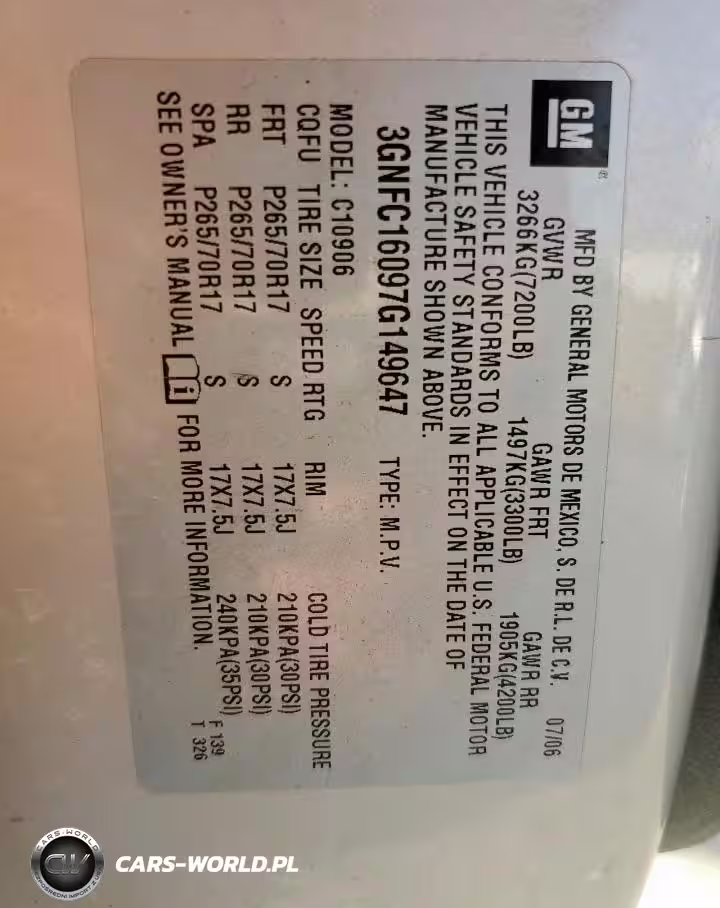 GM
MFD BY GENERAL MOTORS DE MEXICO, S. DE R.L. DE C.V. 07/06
GVWR GAWR FRT GAWR RR
3266KG(7200LB) 1497KG(3300LB) 1905KG(4200LB)
THIS VEHICLE CONFORMS TO ALL APPLICABLE U.S. FEDERAL MOTOR
VEHICLE SAFETY STANDARDS IN EFFECT ON THE DATE OF
MANUFACTURE SHOWN ABOVE.
3GNFC16097G149647 TYPE: M.P.V.
MODEL: C10906
CQFU TIRE SIZE SPEED RTG RIM COLD TIRE PRESSURE
FRT P265/70R17 S 17X7.5J 210KPA(30PSI)
RR P265/70R17 S 17X7.5J 210KPA(30PSI)
SPA P265/70R17 S 17X7.5J 240KPA(35PSI) F 139
SEE OWNER'S MANUAL i FOR MORE INFORMATION. T 326
CARS-WORLD
CW
CARS-WORLD.PL